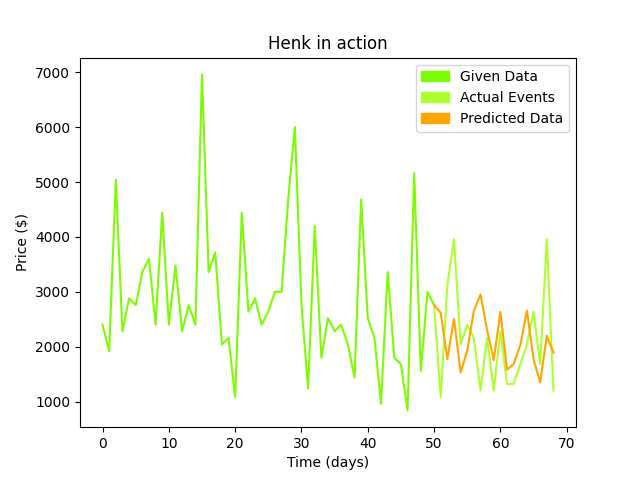 Henk in action
Given Data
Actual Events
Predicted Data
Price ($)
7000
6000
5000
4000
3000
2000
1000
0 10 20 30 40 50 60 70
Time (days)